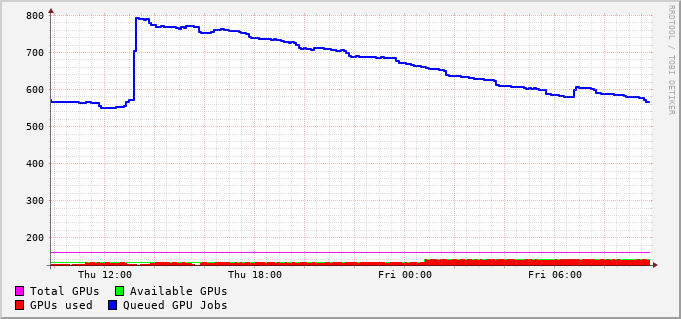 800
700
600
500
400
300
200
Thu 12:00 Thu 18:00 Fri 00:00 Fri 06:00
Total GPUs Available GPUs
GPUs used Queued GPU Jobs
RRDTOOL / TOBI OETIKER